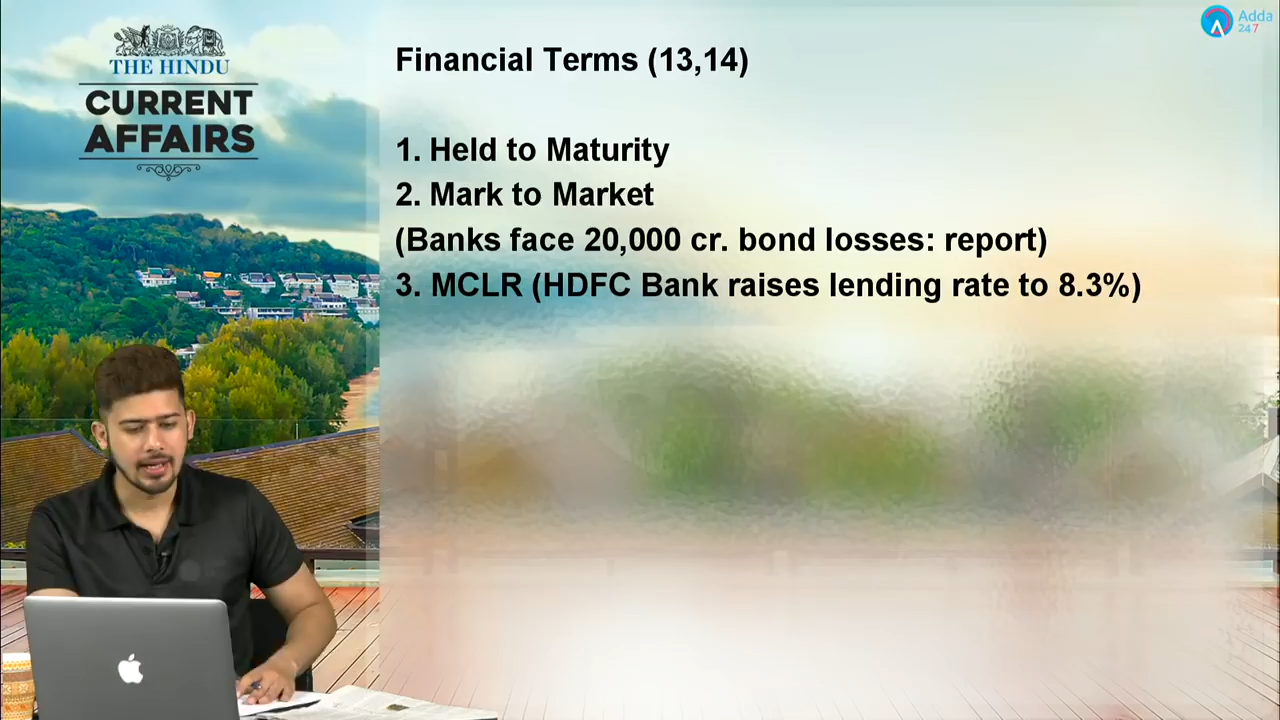 THE HINDU
CURRENT
AFFAIRS
Adda
247
Financial Terms (13,14)
1. Held to Maturity
2. Mark to Market
(Banks face 20,000 cr. bond losses: report)
3. MCLR (HDFC Bank raises lending rate to 8.3%)